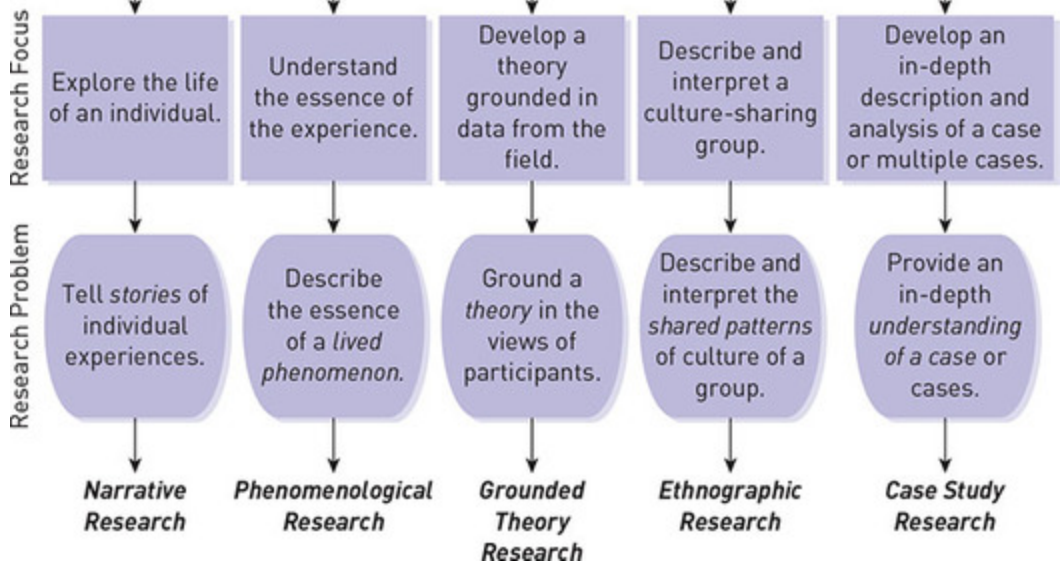 Research Focus
Explore the life
of an individual.
Understand
the essence of
the experience.
Develop a
theory
grounded in
data from the
field.
Describe and
interpret a
culture-sharing
group.
Develop an
in-depth
description and
analysis of a case
or multiple cases.
Research Problem
Tell stories of
individual
experiences.
Describe
the essence
of a lived
phenomenon.
Ground a
theory in the
views of
participants.
Describe and
interpret the
shared patterns
of culture of a
group.
Provide an
in-depth
understanding
of a case or
cases.
Narrative
Research
Phenomenological
Research
Grounded
Theory
Research
Ethnographic
Research
Case Study
Research